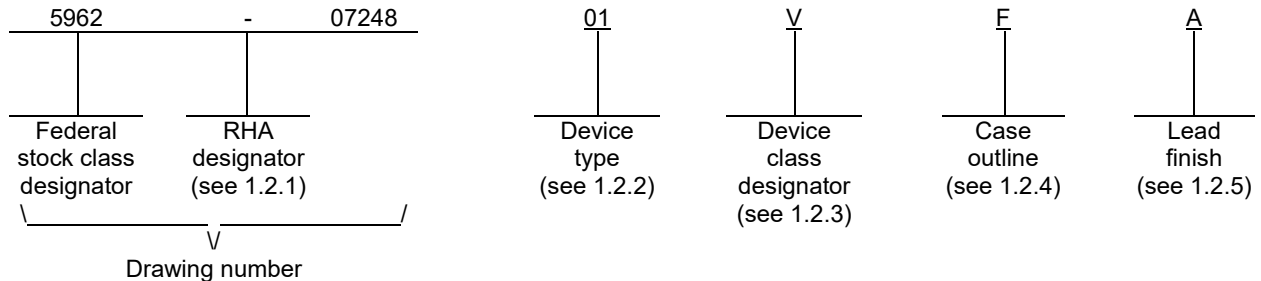 5962 - 07248 01 V F A
Federal stock class designator
RHA designator (see 1.2.1)
Device type (see 1.2.2)
Device class designator (see 1.2.3)
Case outline (see 1.2.4)
Lead finish (see 1.2.5)
Drawing number